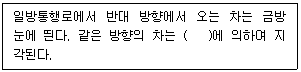 일방통행로에서 반대 방향에서 오는 차는 금방
눈에 띈다. 같은 방향의 차는 (    )에 의하여 지
각된다.